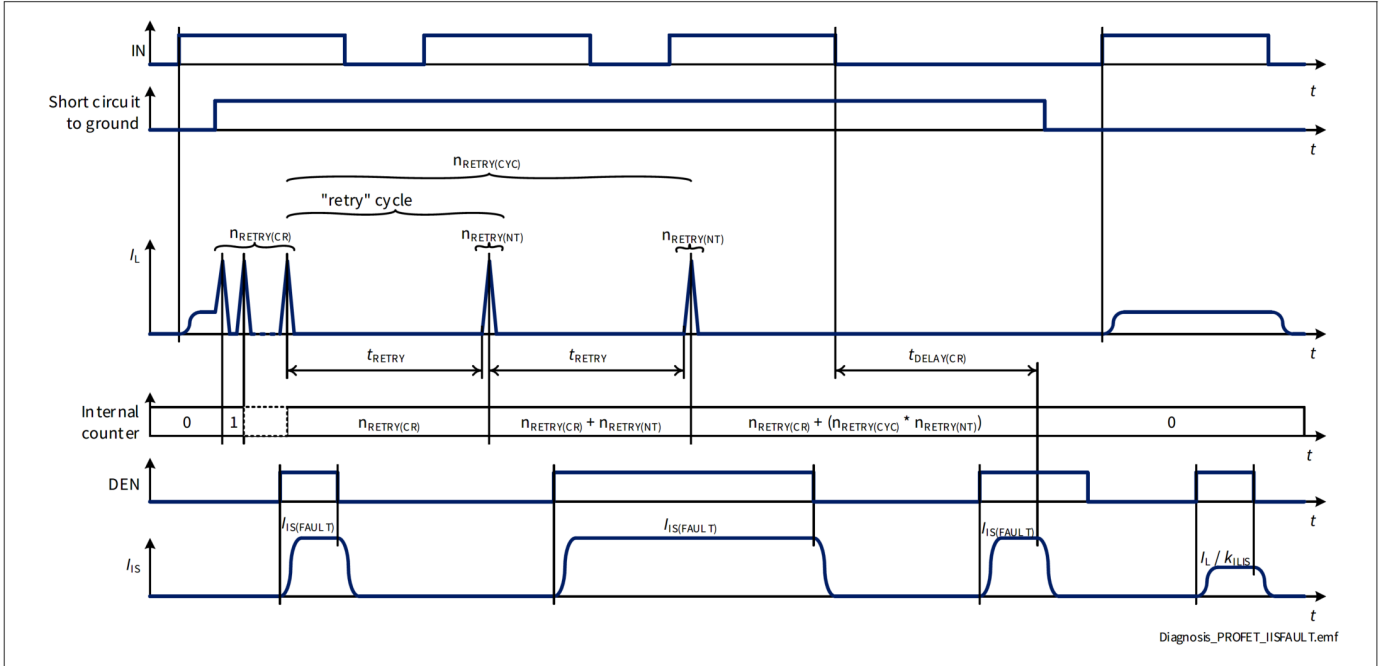 IN
t
Short circuit
to ground
t
nRETRY(CYC)
"retry" cycle
nRETRY(CR)
nRETRY(NT)
nRETRY(NT)
IL
t
tRETRY
tRETRY
tDELAY(CR)
Internal
counter
0
1
nRETRY(CR)
nRETRY(CR) + nRETRY(NT)
nRETRY(CR) + (nRETRY(CYC) * nRETRY(NT))
0
t
DEN
t
IIS(FAULT)
IIS(FAULT)
IIS(FAULT)
IL / kILIS
IIS
t
Diagnosis_PROFET_IISFAULT.emf